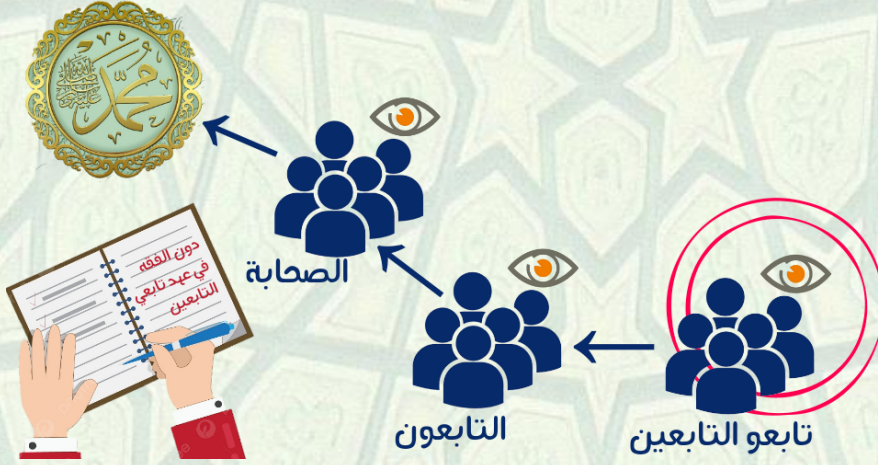 محمد
صلى الله عليه وسلم
الصحابة
دون الفقه
في عهد تابعي
التابعين
التابعون
تابعو التابعين